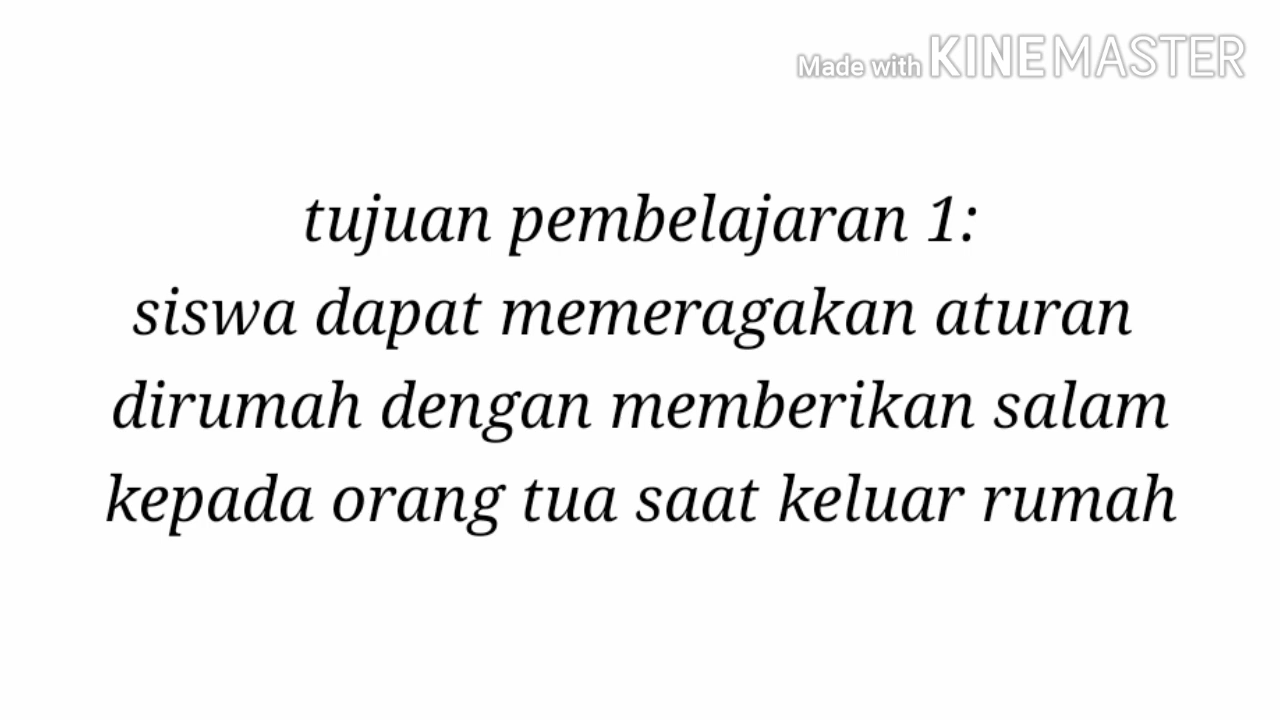 Made with KINEMASTER
tujuan pembelajaran 1:
siswa dapat memeragakan aturan
dirumah dengan memberikan salam
kepada orang tua saat keluar rumah